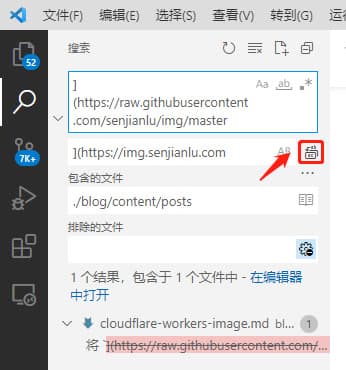 文件(F)
编辑(E)
选择(S)
查看(V)
转到(G)
52
搜索
]
(https://raw.githubusercontent
.com/senjianlu/img/master
Aa
ab
.*
](https://img.senjianlu.com
AB
包含的文件
./blog/content/posts
排除的文件
7K+
1 个结果，包含于 1 个文件中 - 在编辑器
中打开
cloudflare-workers-image.md
bl...
1
将 `](https://raw.githubusercontent.com/...